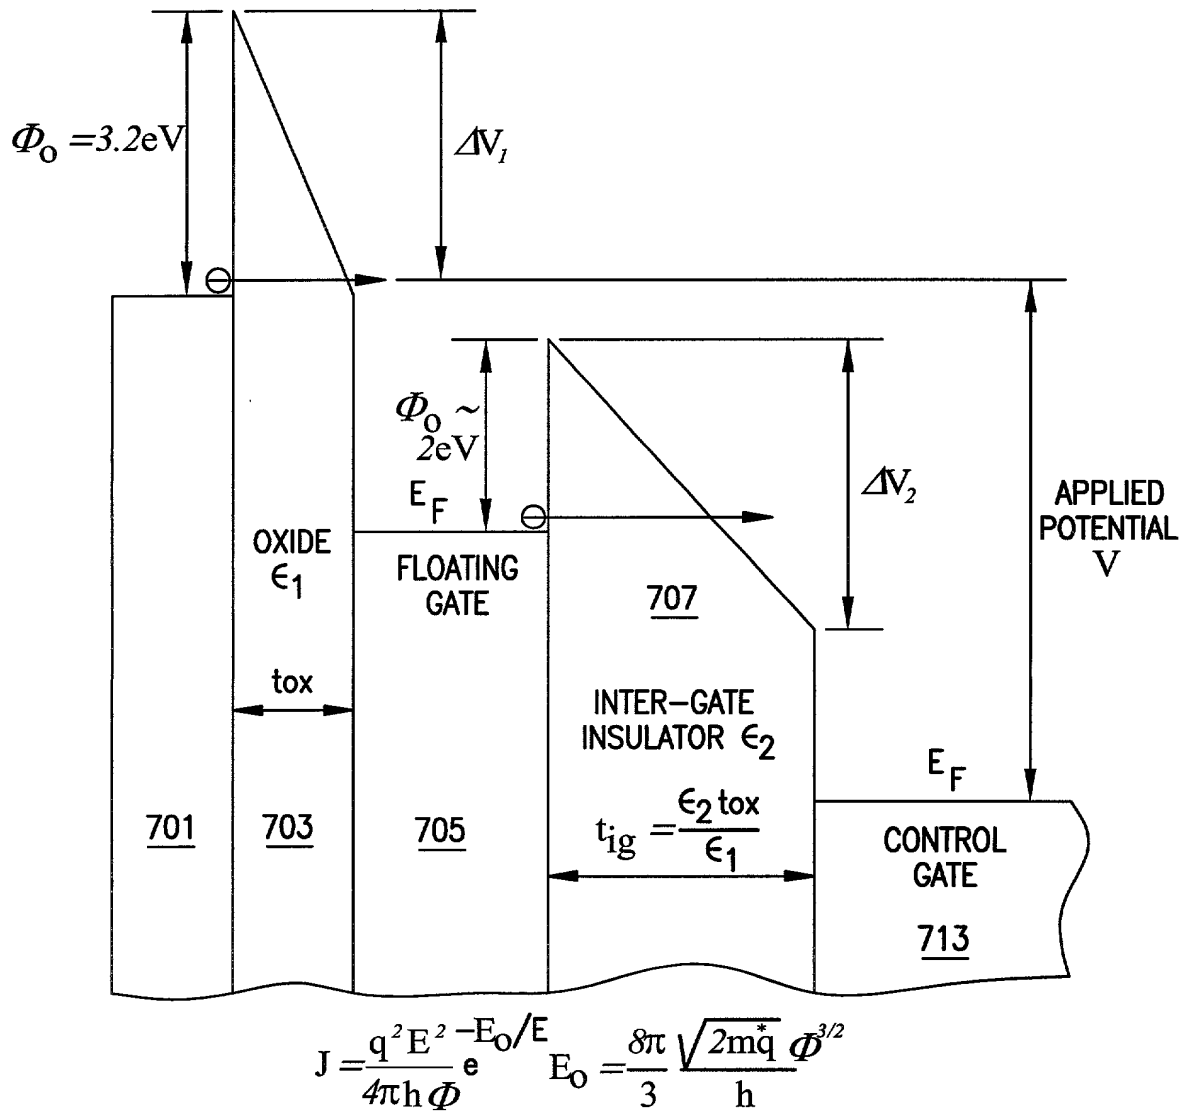 Φo = 3.2eV
ΔV1
Φo ~
2eV
ΔV2
APPLIED
POTENTIAL
V
EF
OXIDE
ϵ1
FLOATING
GATE
707
tox
INTER-GATE
INSULATOR ϵ2
EF
701
703
705
tig = ϵ2 tox / ϵ1
CONTROL
GATE
713
J = q²E² / 4πhΦ e^-Eo/E Eo = 8π/3 √2m*q / h Φ^3/2